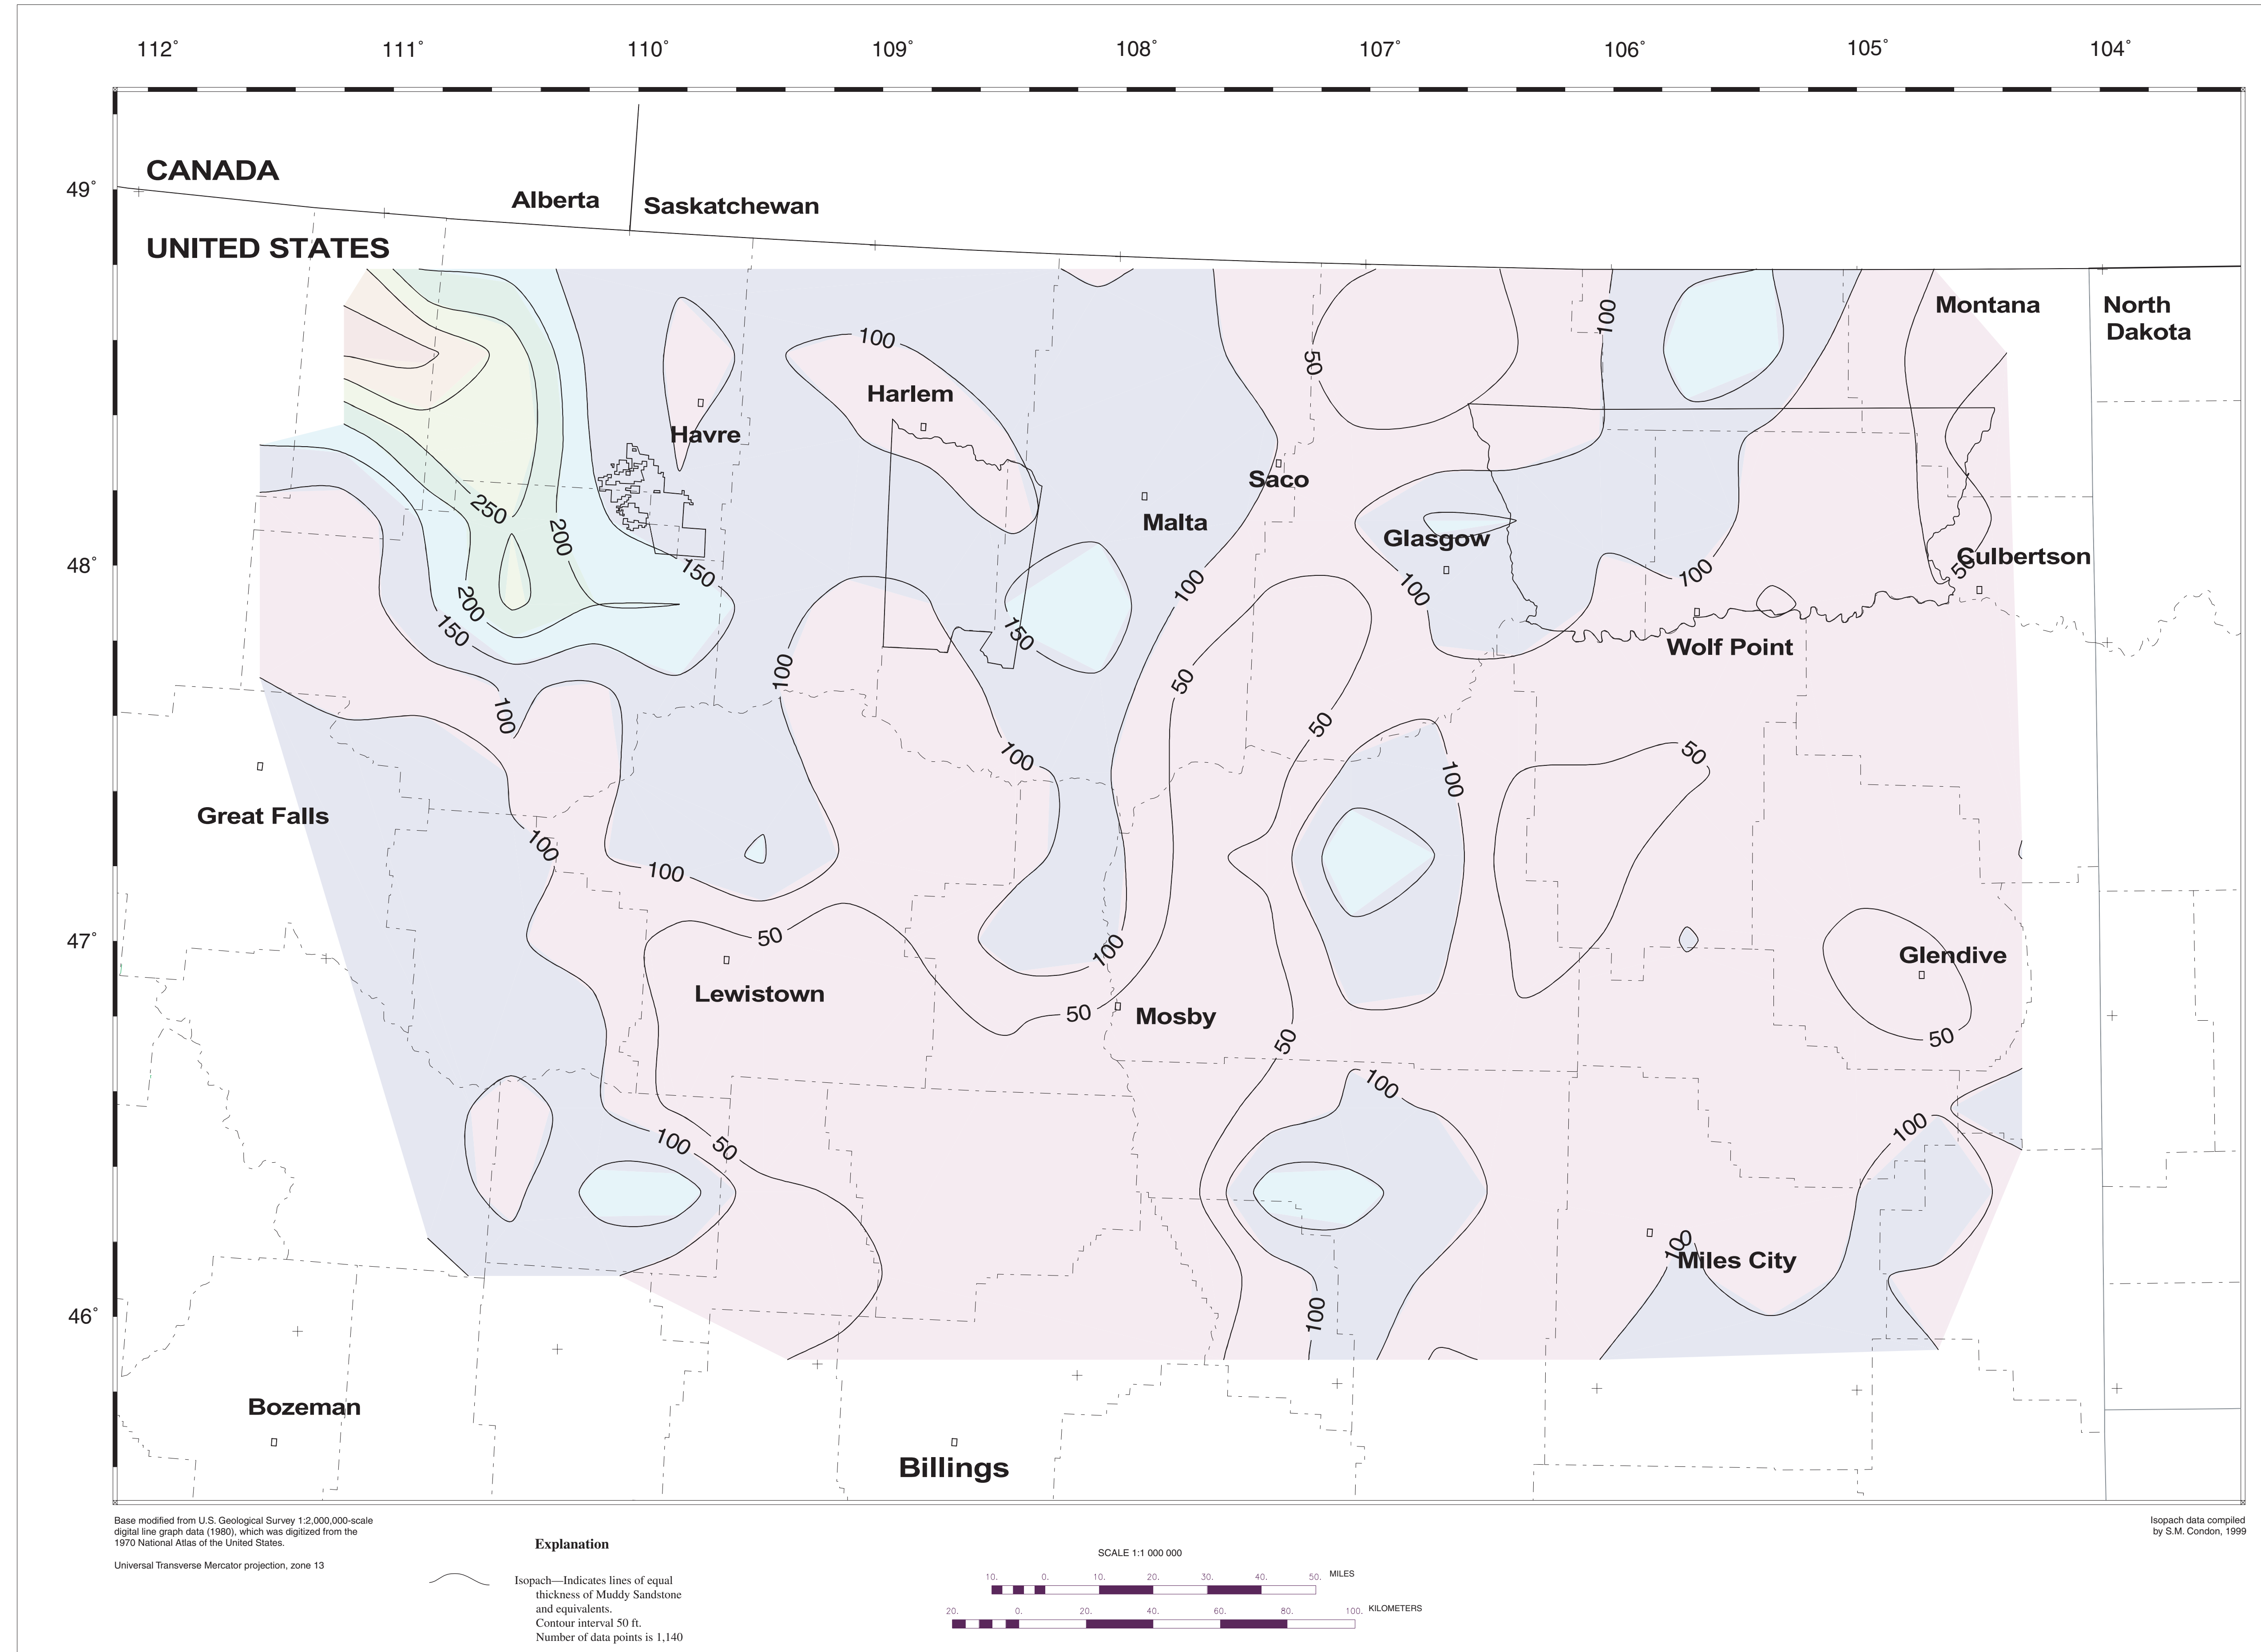 112° 111° 110° 109° 108° 107° 106° 105° 104°
CANADA
49°
Alberta
Saskatchewan
UNITED STATES
Montana
North
Dakota
100
50
100
Harlem
Havre
Saco
250
200
Malta
Glasgow
48°
150
200
150
100
100
700
50
Culbertson
150
Wolf Point
100
50
100
50
100
50
100
Great Falls
100
100
50
100
47°
Glendive
Lewistown
50
Mosby
50
50
100
100
50
100
100
Miles City
46°
100
Bozeman
Billings
Base modified from U.S. Geological Survey 1:2,000,000-scale
digital line graph data (1980), which was digitized from the
1970 National Atlas of the United States.
Universal Transverse Mercator projection, zone 13
Explanation
Isopach—Indicates lines of equal
thickness of Muddy Sandstone
and equivalents.
Contour interval 50 ft.
Number of data points is 1,140
SCALE 1:1 000 000
10. 0. 10. 20. 30. 40. 50. MILES
20. 0. 20. 40. 60. 80. 100. KILOMETERS
Isopach data compiled
by S.M. Condon, 1999